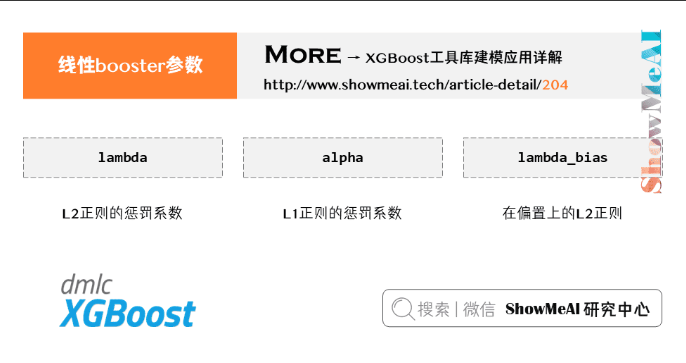 线性booster参数
MORE → XGBoost工具库建模应用详解
http://www.showmeai.tech/article-detail/204
ShowMeAI
lambda
alpha
lambda_bias
L2正则的惩罚系数
L1正则的惩罚系数
在偏置上的L2正则
dmlc
XGBoost
搜索 | 微信 ShowMeAI 研究中心